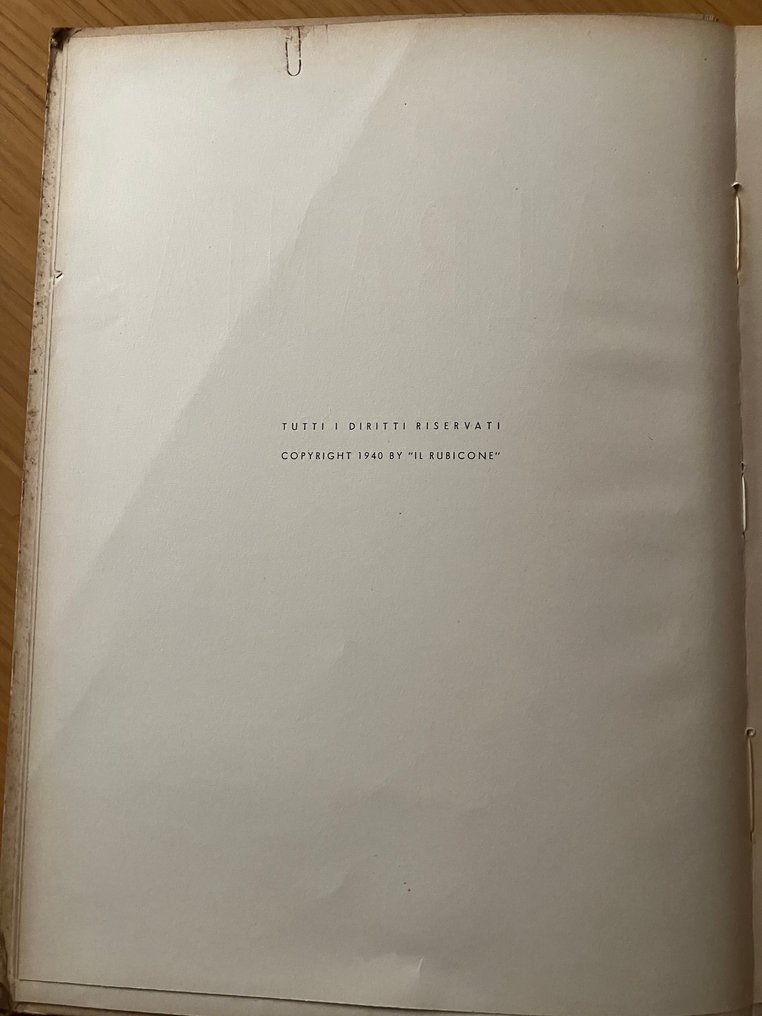 TUTTI I DIRITTI RISERVATI
COPYRIGHT 1940 BY "IL RUBICONE"